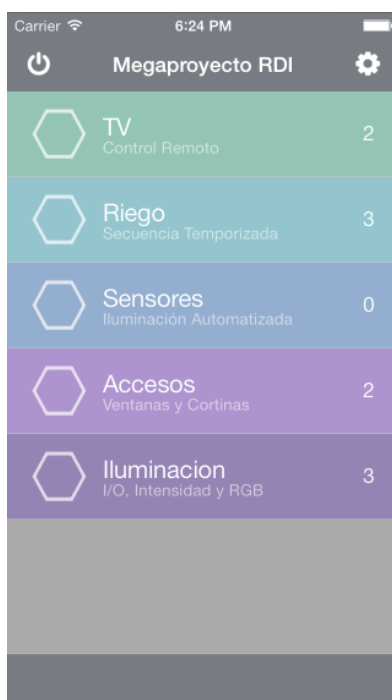 Carrier 6:24 PM
Megaproyecto RDI
TV 2
Control Remoto
Riego 3
Secuencia Temporizada
Sensores 0
Iluminación Automatizada
Accesos 2
Ventanas y Cortinas
Iluminacion 3
I/O, Intensidad y RGB